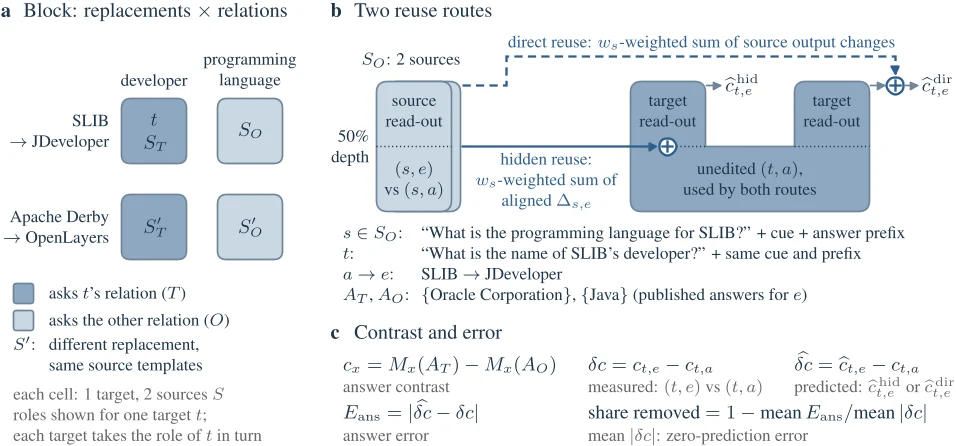 a Block: replacements × relations
developer
programming
language
SLIB
→ JDeveloper
t
S_T
S_O
Apache Derby
→ OpenLayers
S′_T
S′_O
asks t's relation (T)
asks the other relation (O)
S′: different replacement,
same source templates
each cell: 1 target, 2 sources S
roles shown for one target t;
each target takes the role of t in turn
b Two reuse routes
direct reuse: w_s-weighted sum of source output changes
S_O: 2 sources
source
read-out
50%
depth
(s, e)
vs (s, a)
hidden reuse:
w_s-weighted sum of
aligned Δ_{s,e}
target
read-out
ĉ^{hid}_{t,e}
target
read-out
ĉ^{dir}_{t,e}
unedited (t, a),
used by both routes
s ∈ S_O: “What is the programming language for SLIB?” + cue + answer prefix
t: “What is the name of SLIB’s developer?” + same cue and prefix
a → e: SLIB → JDeveloper
A_T, A_O: {Oracle Corporation}, {Java} (published answers for e)
c Contrast and error
c_x = M_x(A_T) − M_x(A_O)
answer contrast
δc = c_{t,e} − c_{t,a}
measured: (t, e) vs (t, a)
δ̂c = ĉ_{t,e} − c_{t,a}
predicted: ĉ^{hid}_{t,e} or ĉ^{dir}_{t,e}
E_ans = |δ̂c − δc|
answer error
share removed = 1 − mean E_ans/mean |δc|
mean |δc|: zero-prediction error